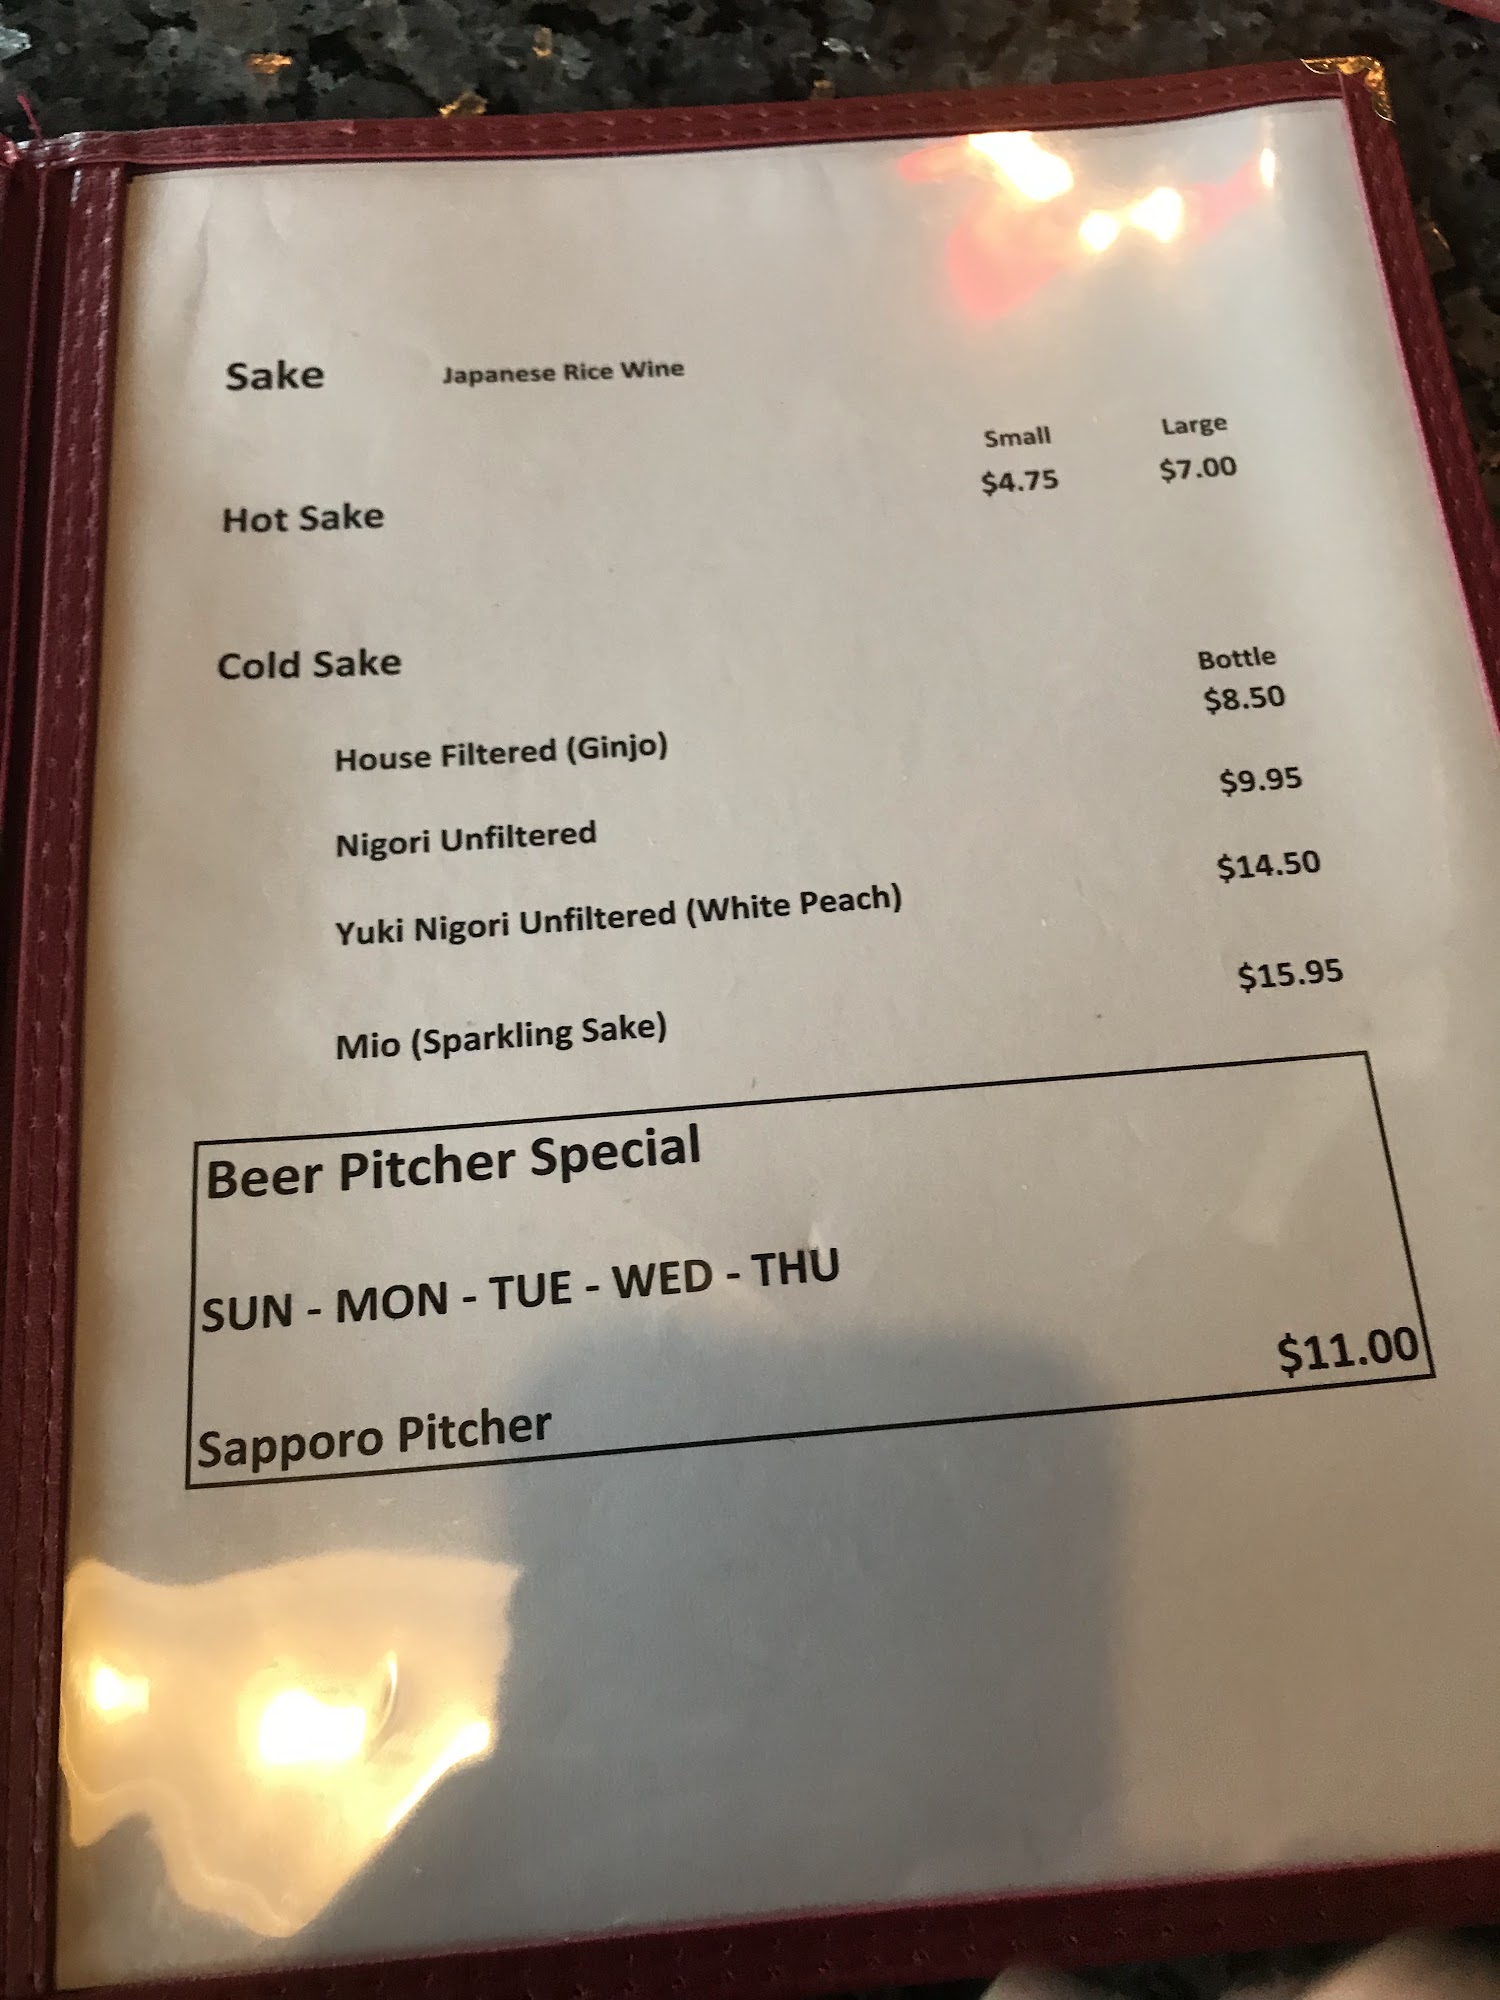 Sake Japanese Rice Wine
Small Large
Hot Sake $4.75 $7.00
Cold Sake Bottle
House Filtered (Ginjo) $8.50
Nigori Unfiltered $9.95
Yuki Nigori Unfiltered (White Peach) $14.50
Mio (Sparkling Sake) $15.95
Beer Pitcher Special
SUN - MON - TUE - WED - THU
Sapporo Pitcher $11.00